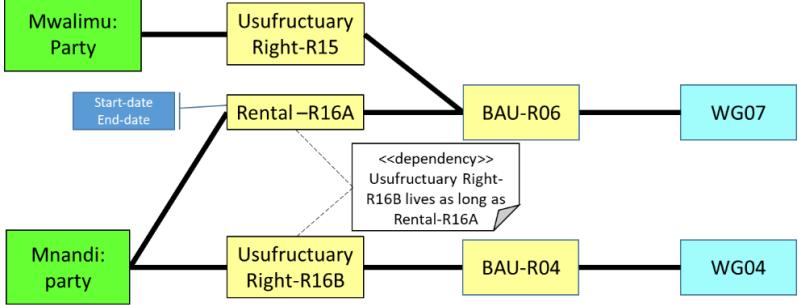 Mwalimu:
Party
Usufructuary
Right-R15
Start-date
End-date
Rental –R16A
BAU-R06
WG07
<<dependency>>
Usufructuary Right-
R16B lives as long as
Rental-R16A
Mnandi:
party
Usufructuary
Right-R16B
BAU-R04
WG04